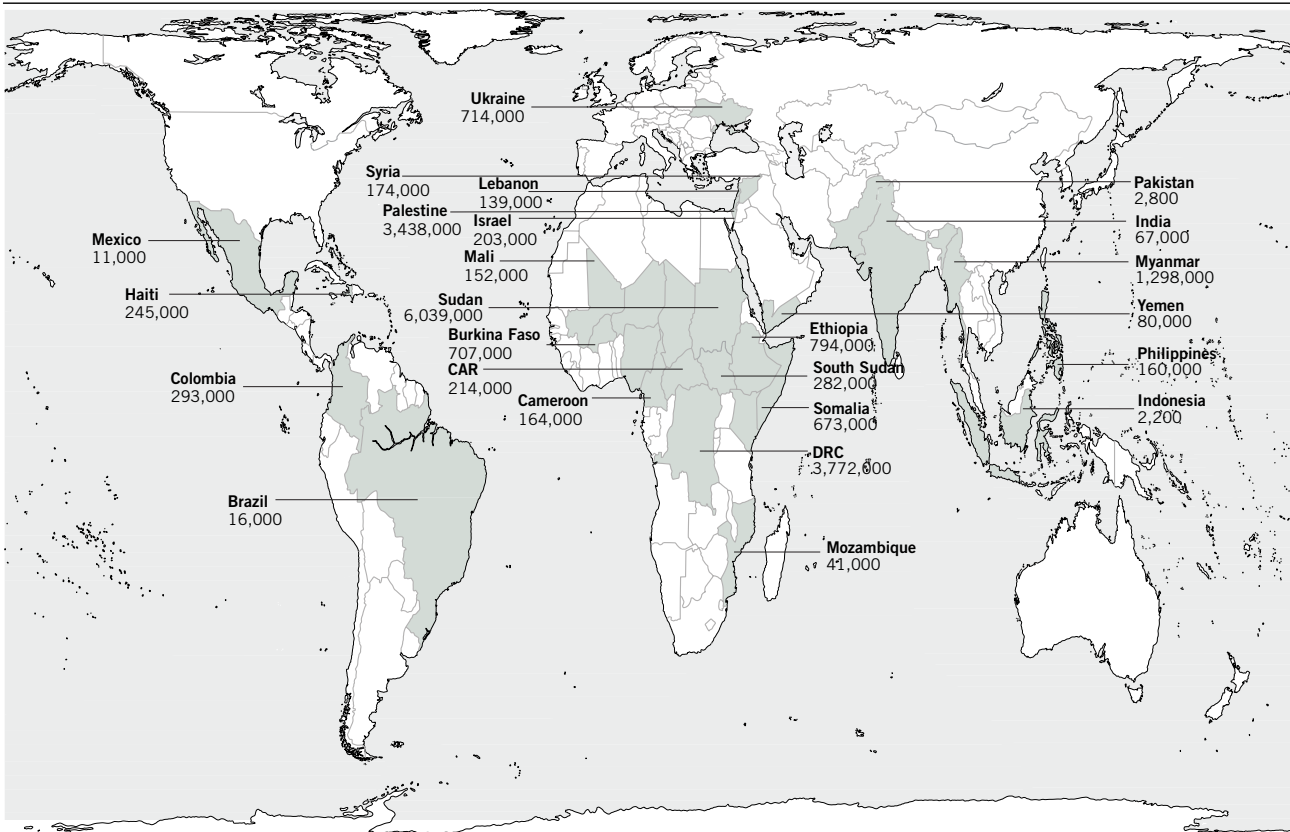 Ukraine
714,000
Syria
174,000
Lebanon
139,000
Palestine
3,438,000
Israel
203,000
Mali
152,000
Sudan
6,039,000
Burkina Faso
707,000
CAR
214,000
Cameroon
164,000
Mexico
11,000
Haiti
245,000
Colombia
293,000
Brazil
16,000
Pakistan
2,800
India
67,000
Myanmar
1,298,000
Yemen
80,000
Ethiopia
794,000
South Sudan
282,000
Somalia
673,000
DRC
3,772,000
Mozambique
41,000
Philippines
160,000
Indonesia
2,200